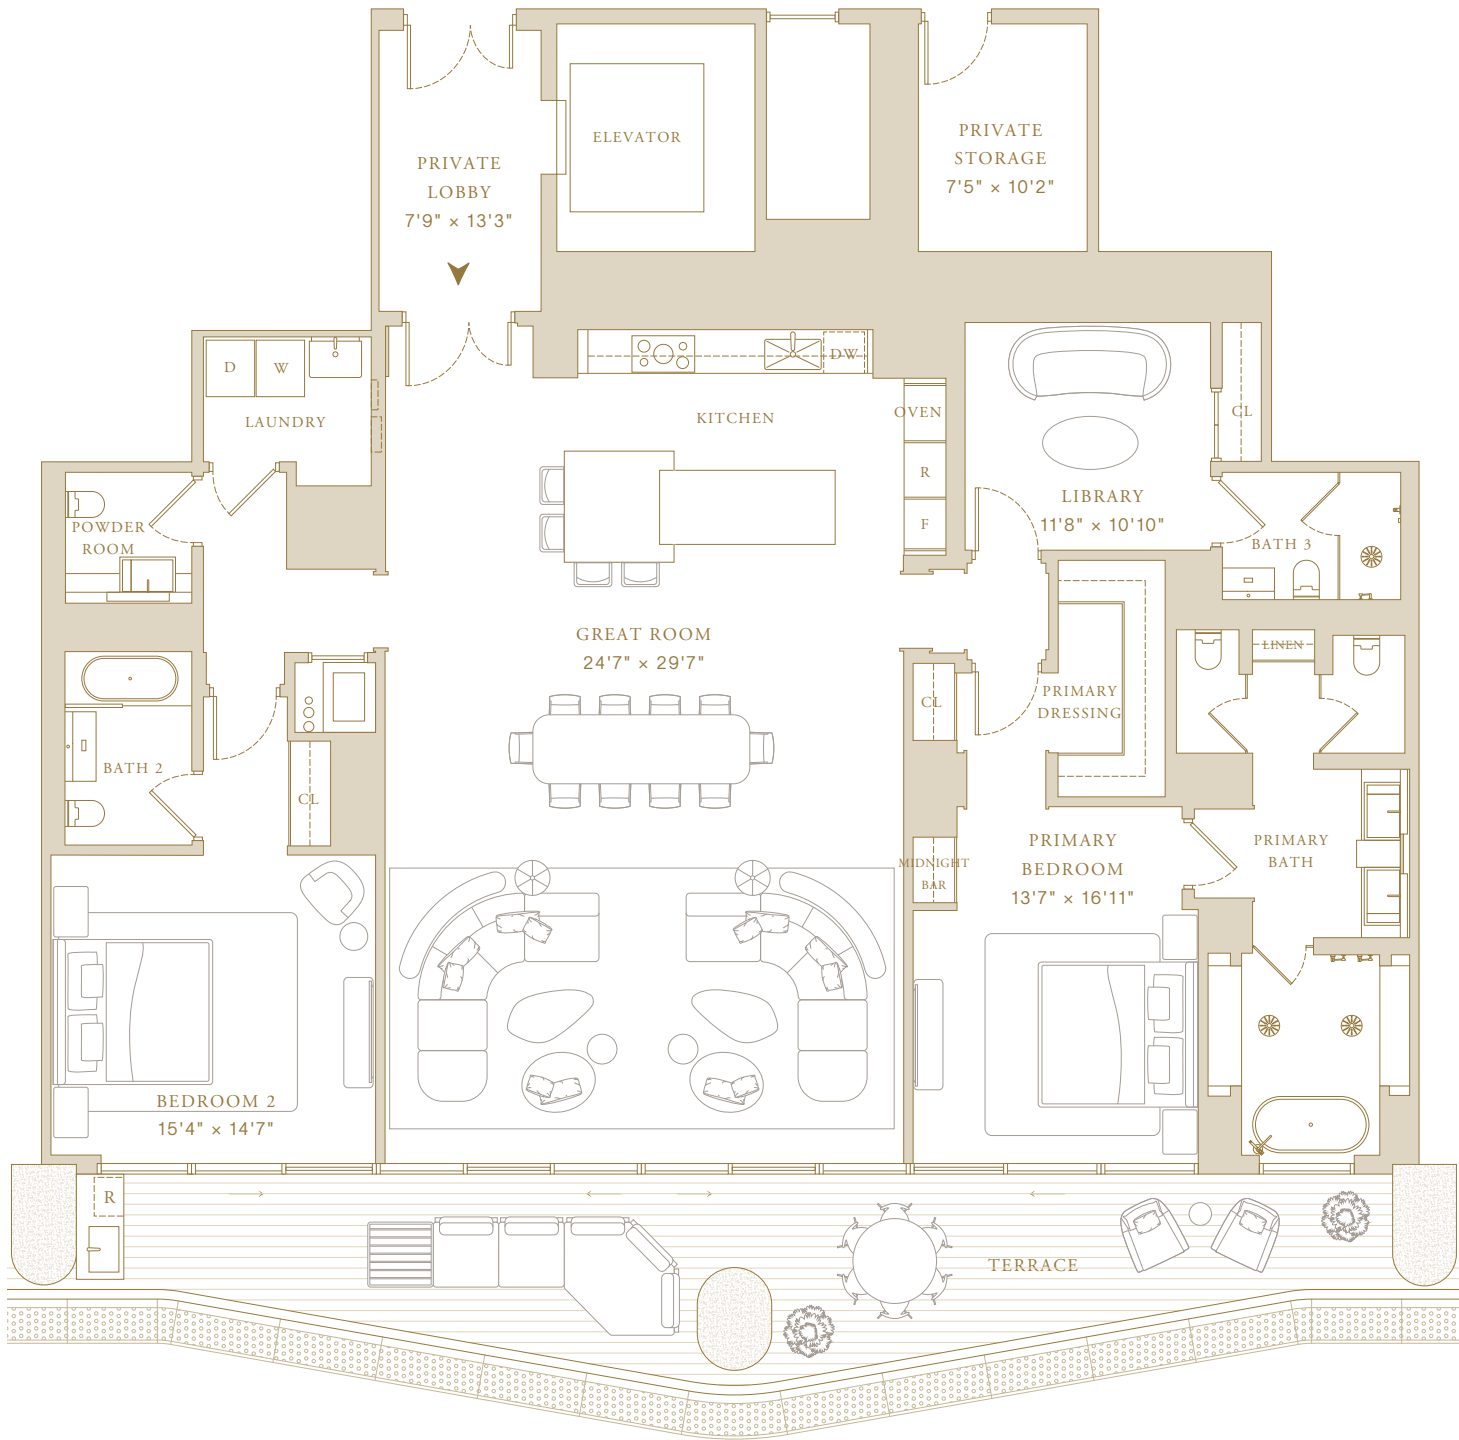 ELEVATOR
PRIVATE
LOBBY
7'9" × 13'3"
PRIVATE
STORAGE
7'5" × 10'2"
D
W
LAUNDRY
DW
KITCHEN
OVEN
R
F
CL
LIBRARY
11'8" × 10'10"
POWDER
ROOM
BATH 3
GREAT ROOM
24'7" × 29'7"
LINEN
CL
PRIMARY
DRESSING
BATH 2
CL
MIDNIGHT
BAR
PRIMARY
BEDROOM
13'7" × 16'11"
PRIMARY
BATH
BEDROOM 2
15'4" × 14'7"
R
TERRACE